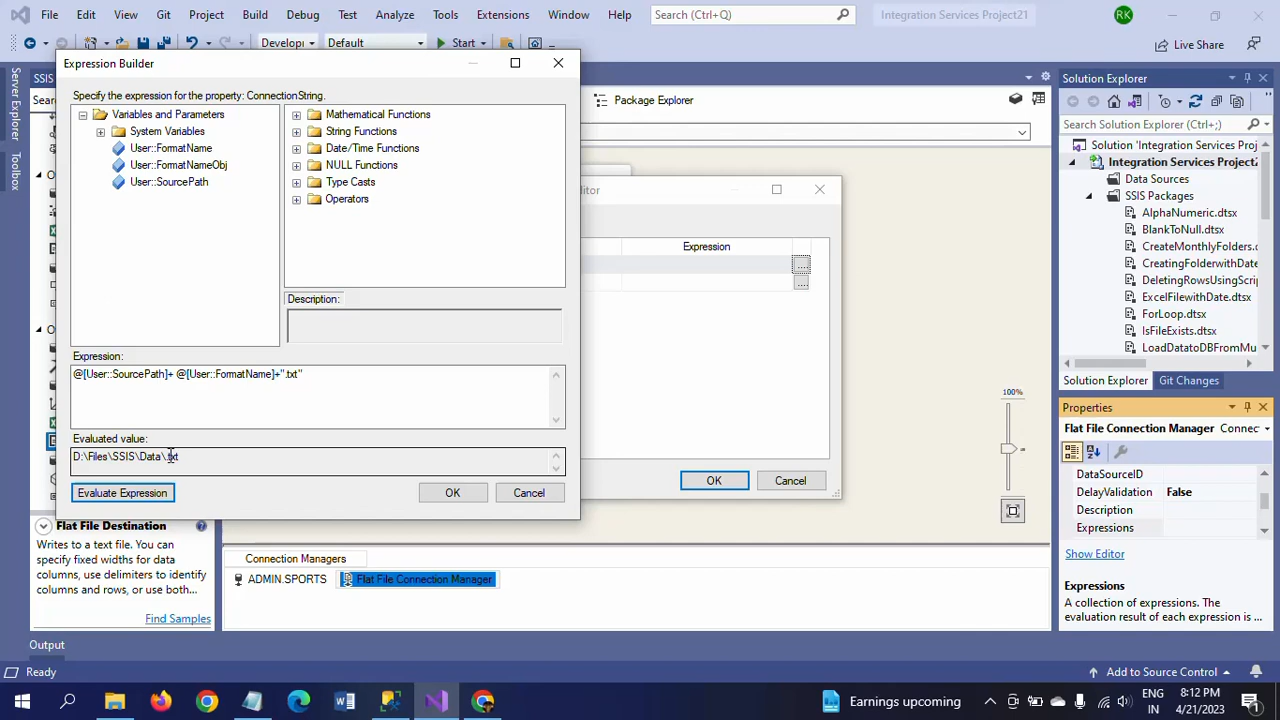 File Edit View Git Project Build Debug Test Analyze Tools Extensions Window Help Search (Ctrl+Q) Integration Services Project21 RK
Developi Default Start Live Share
Server Explorer
Toolbox
SSIS
Sear
Expression Builder
Specify the expression for the property: ConnectionString.
Variables and Parameters
System Variables
User::FormatName
User::FormatNameObj
User::SourcePath
Mathematical Functions
String Functions
Date/Time Functions
NULL Functions
Type Casts
Operators
Description:
Expression:
@[User::SourcePath]+ @[User::FormatName]+".txt"
Evaluated value:
D:\Files\SSIS\Data\.txt
Evaluate Expression OK Cancel
Package Explorer
ditor
Expression
...
...
OK Cancel
100%
Flat File Destination
Writes to a text file. You can
specify fixed widths for data
columns, use delimiters to identify
columns and rows, or use both
Find Samples
Connection Managers
ADMIN.SPORTS Flat File Connection Manager
Solution Explorer
Search Solution Explorer (Ctrl+;)
Solution 'Integration Services Proj
Integration Services Project2
Data Sources
SSIS Packages
AlphaNumeric.dtsx
BlankToNull.dtsx
CreateMonthlyFolders.
CreatingFolderwithDate
DeletingRowsUsingScri
ExcelFilewithDate.dtsx
ForLoop.dtsx
IsFileExists.dtsx
LoadDatatoDBFromMu
Solution Explorer Git Changes
Properties
Flat File Connection Manager Connec
DataSourceID
DelayValidation False
Description
Expressions
Show Editor
Expressions
A collection of expressions. The
evaluation result of each expression is ...
Output
Ready Add to Source Control
Earnings upcoming ENG IN 8:12 PM 4/21/2023